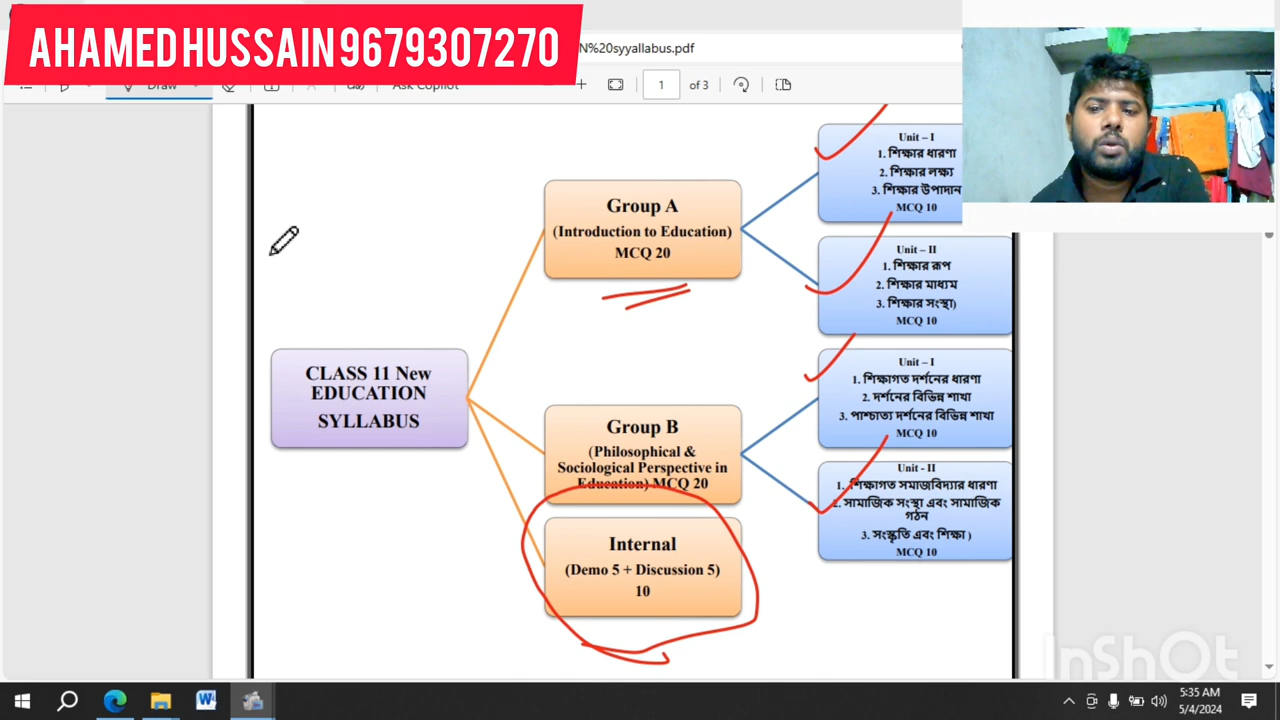 AHAMED HUSSAIN 9679307270
N%20syyallabus.pdf
Draw
Ask Copilot
1 of 3
Unit – I
1. শিক্ষার ধারণা
2. শিক্ষার লক্ষ্য
3. শিক্ষার উপাদান
MCQ 10
Group A
(Introduction to Education)
MCQ 20
Unit – II
1. শিক্ষার রূপ
2. শিক্ষার মাধ্যম
3. শিক্ষার সংস্থা)
MCQ 10
CLASS 11 New
EDUCATION
SYLLABUS
Unit – I
1. শিক্ষাগত দর্শনের ধারণা
2. দর্শনের বিভিন্ন শাখা
3. পাশ্চাত্য দর্শনের বিভিন্ন শাখা
MCQ 10
Group B
(Philosophical &
Sociological Perspective in
Education) MCQ 20
Unit - II
1. শিক্ষাগত সমাজবিদ্যার ধারণা
2. সামাজিক সংস্থা এবং সামাজিক
গঠন
3. সংস্কৃতি এবং শিক্ষা )
MCQ 10
Internal
(Demo 5 + Discussion 5)
10
InShOt
5:35 AM
5/4/2024